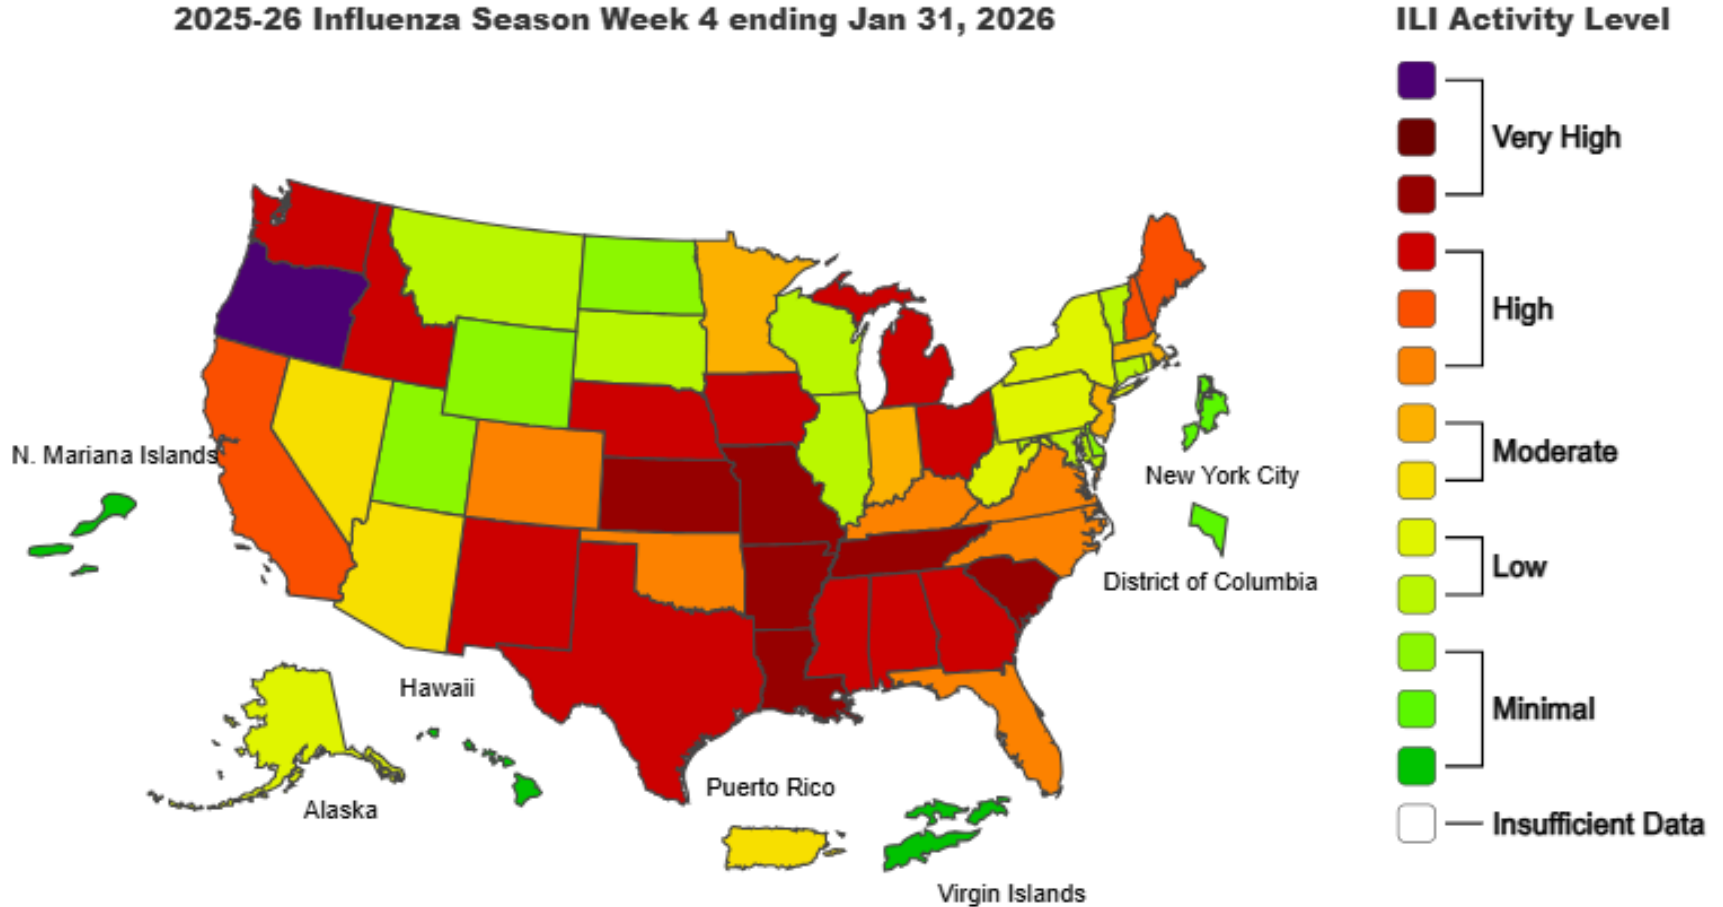 2025-26 Influenza Season Week 4 ending Jan 31, 2026
ILI Activity Level
Very High
High
Moderate
Low
Minimal
Insufficient Data
N. Mariana Islands
New York City
District of Columbia
Hawaii
Alaska
Puerto Rico
Virgin Islands